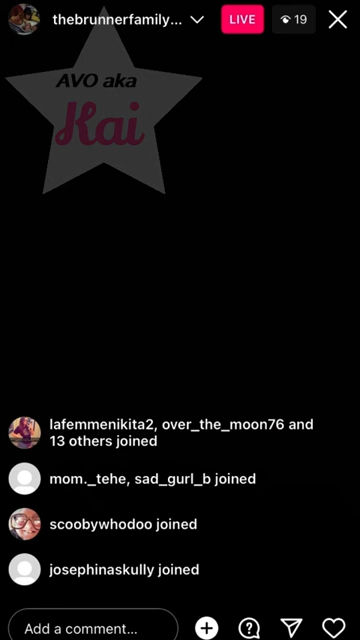 thebrunnerfamily...
LIVE
19
AVO aka
Kai
lafemmenikita2, over_the_moon76 and
13 others joined
mom._tehe, sad_gurl_b joined
scoobywhodoo joined
josephinaskully joined
Add a comment...